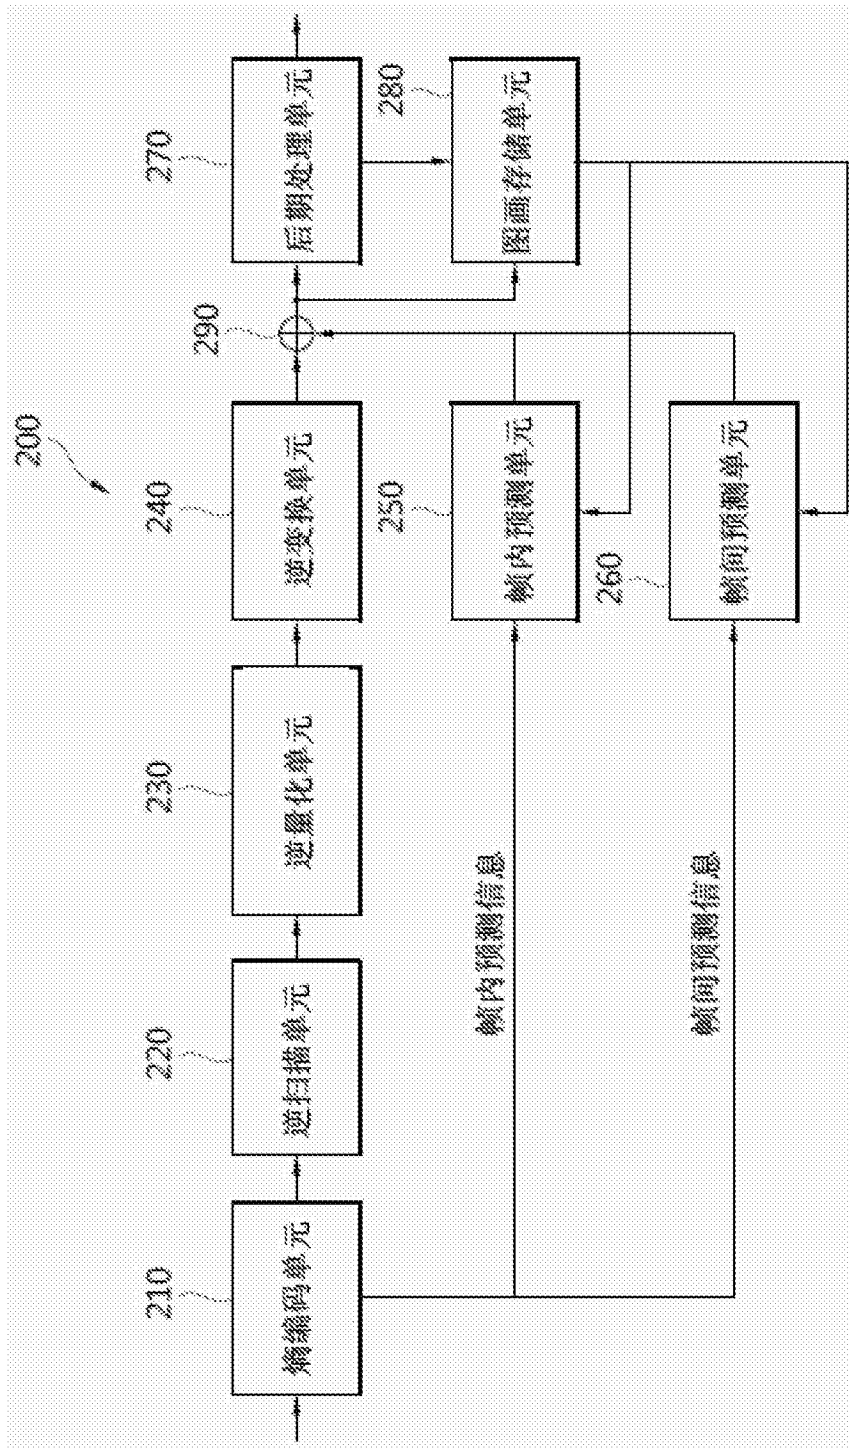 200
210
熵编码单元
220
逆扫描单元
230
逆量化单元
240
逆变换单元
290
270
后期处理单元
280
图画存储单元
帧内预测信息
250
帧内预测单元
帧间预测信息
260
帧间预测单元